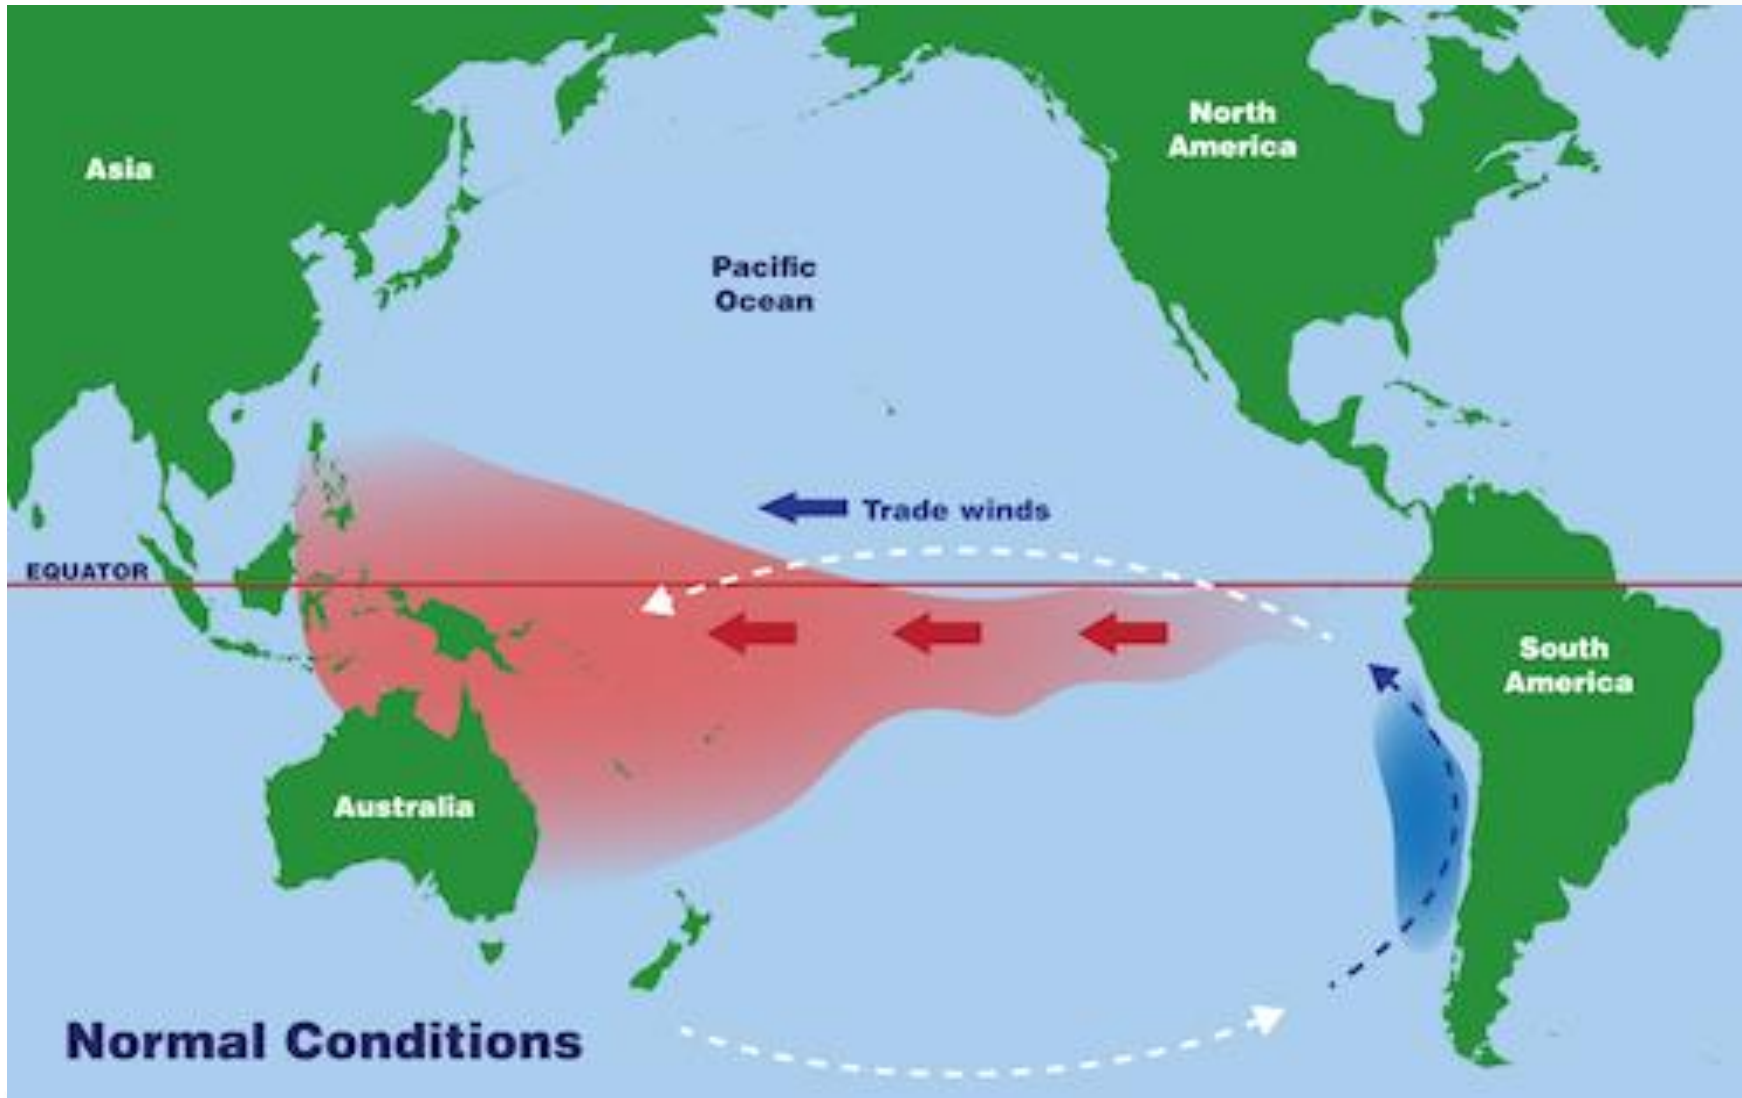 North
America
Asia
Pacific
Ocean
Trade winds
EQUATOR
South
America
Australia
Normal Conditions